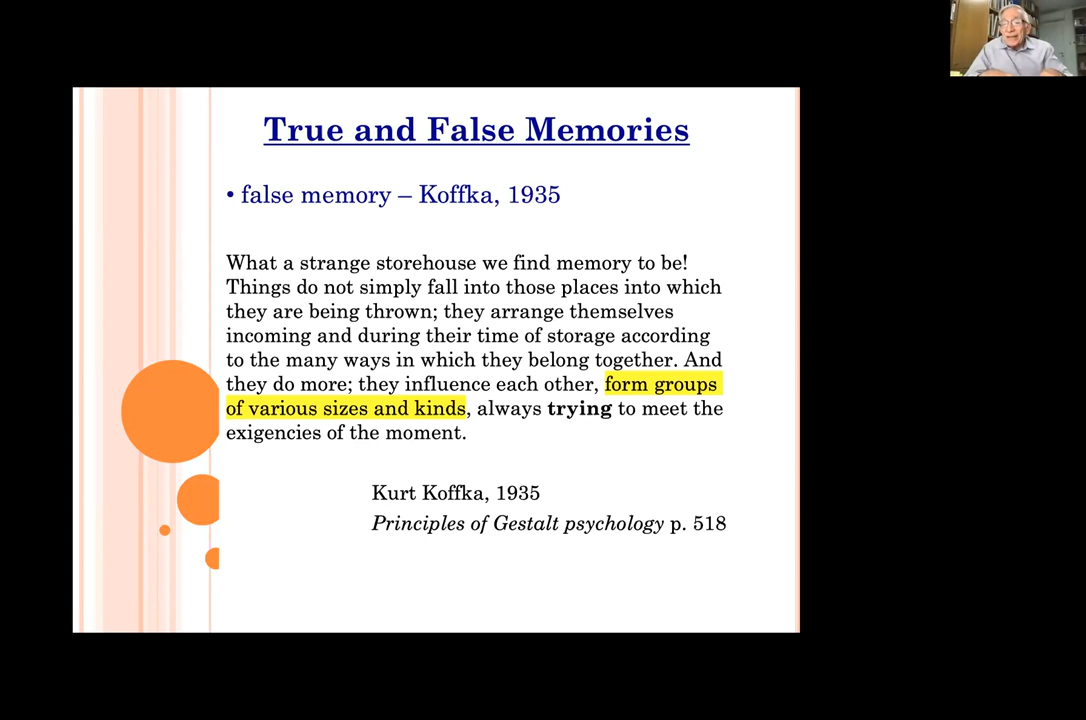 True and False Memories
• false memory – Koffka, 1935
What a strange storehouse we find memory to be!
Things do not simply fall into those places into which
they are being thrown; they arrange themselves
incoming and during their time of storage according
to the many ways in which they belong together. And
they do more; they influence each other, form groups
of various sizes and kinds, always trying to meet the
exigencies of the moment.
Kurt Koffka, 1935
Principles of Gestalt psychology p. 518